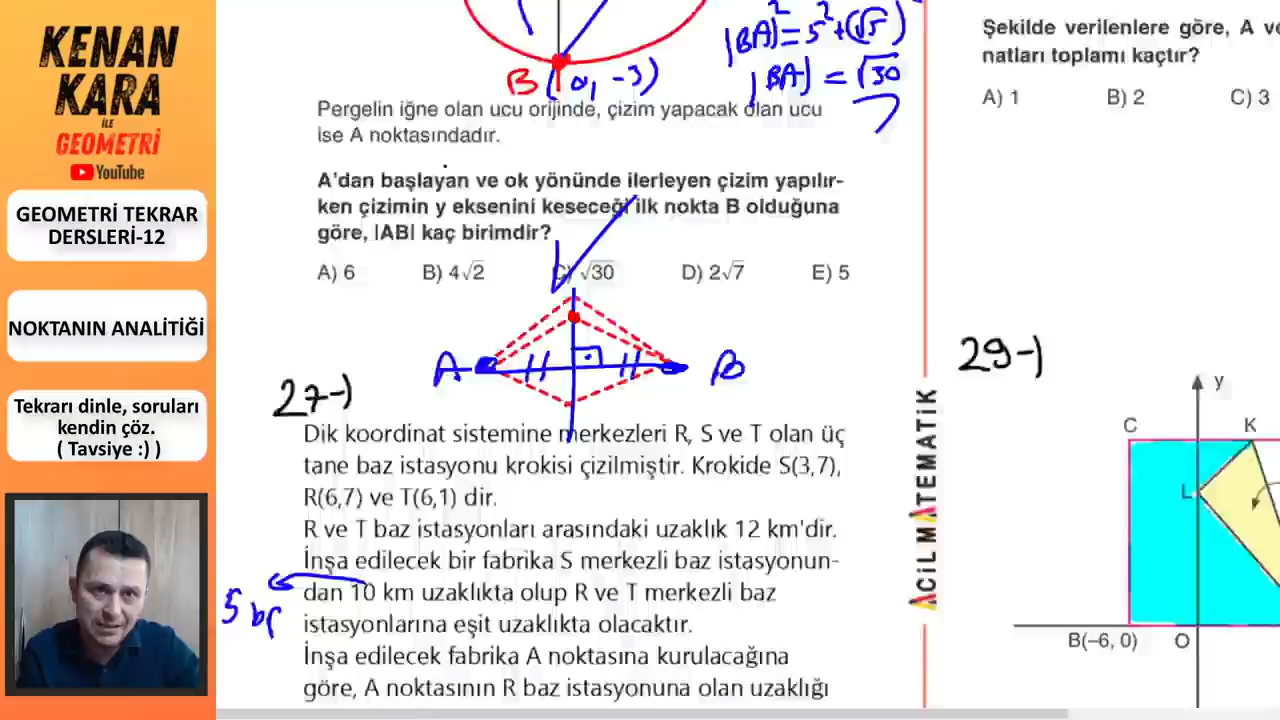 KENAN
KARA
İLE
GEOMETRİ
YouTube
GEOMETRİ TEKRAR
DERSLERİ-12
NOKTANIN ANALİTİĞİ
Tekrarı dinle, soruları
kendin çöz.
( Tavsiye :) )
|BA|² = 5² + (√5)²
|BA| = √30
B (0, -3)
Pergelin iğne olan ucu orijinde, çizim yapacak olan ucu
ise A noktasındadır.
A'dan başlayan ve ok yönünde ilerleyen çizim yapılır-
ken çizimin y eksenini keseceği ilk nokta B olduğuna
göre, |AB| kaç birimdir?
A) 6 B) 4√2 C) √30 D) 2√7 E) 5
A B
27-)
Dik koordinat sistemine merkezleri R, S ve T olan üç
tane baz istasyonu krokisi çizilmiştir. Krokide S(3,7),
R(6,7) ve T(6,1) dir.
R ve T baz istasyonları arasındaki uzaklık 12 km'dir.
İnşa edilecek bir fabrika S merkezli baz istasyonun-
dan 10 km uzaklıkta olup R ve T merkezli baz
5 br
istasyonlarına eşit uzaklıkta olacaktır.
İnşa edilecek fabrika A noktasına kurulacağına
göre, A noktasının R baz istasyonuna olan uzaklığı
ACİL MATEMATİK
Şekilde verilenlere göre, A ve
natları toplamı kaçtır?
A) 1 B) 2 C) 3
29-)
y
C K
L
B(–6, 0) O